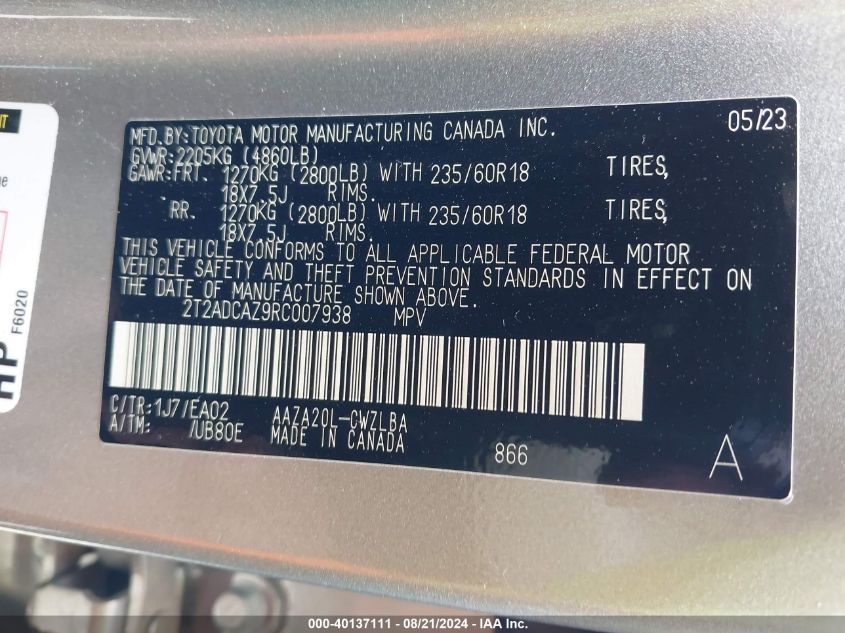 MFD.BY:TOYOTA MOTOR MANUFACTURING CANADA INC. 05/23
GVWR:2205KG (4860LB)
GAWR:FRT. 1270KG (2800LB) WITH 235/60R18 TIRES,
18X7.5J RIMS.
RR. 1270KG (2800LB) WITH 235/60R18 TIRES,
18X7.5J RIMS.
THIS VEHICLE CONFORMS TO ALL APPLICABLE FEDERAL MOTOR
VEHICLE SAFETY AND THEFT PREVENTION STANDARDS IN EFFECT ON
THE DATE OF MANUFACTURE SHOWN ABOVE.
2T2ADCAZ9RC007938 MPV
C/TR:1J7/EA02 AAZA20L-CWZLBA
A/TM: /UB80E MADE IN CANADA 866
A
F6020
000-40137111 - 08/21/2024 - IAA Inc.